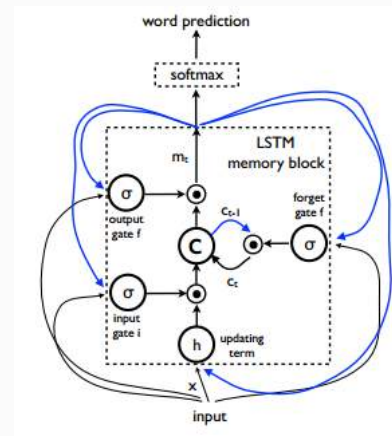 word prediction
softmax
LSTM
memory block
mₜ
σ
output
gate f
cₜ₋₁
forget
gate f
σ
C
cₜ
σ
input
gate i
h
updating
term
x
input